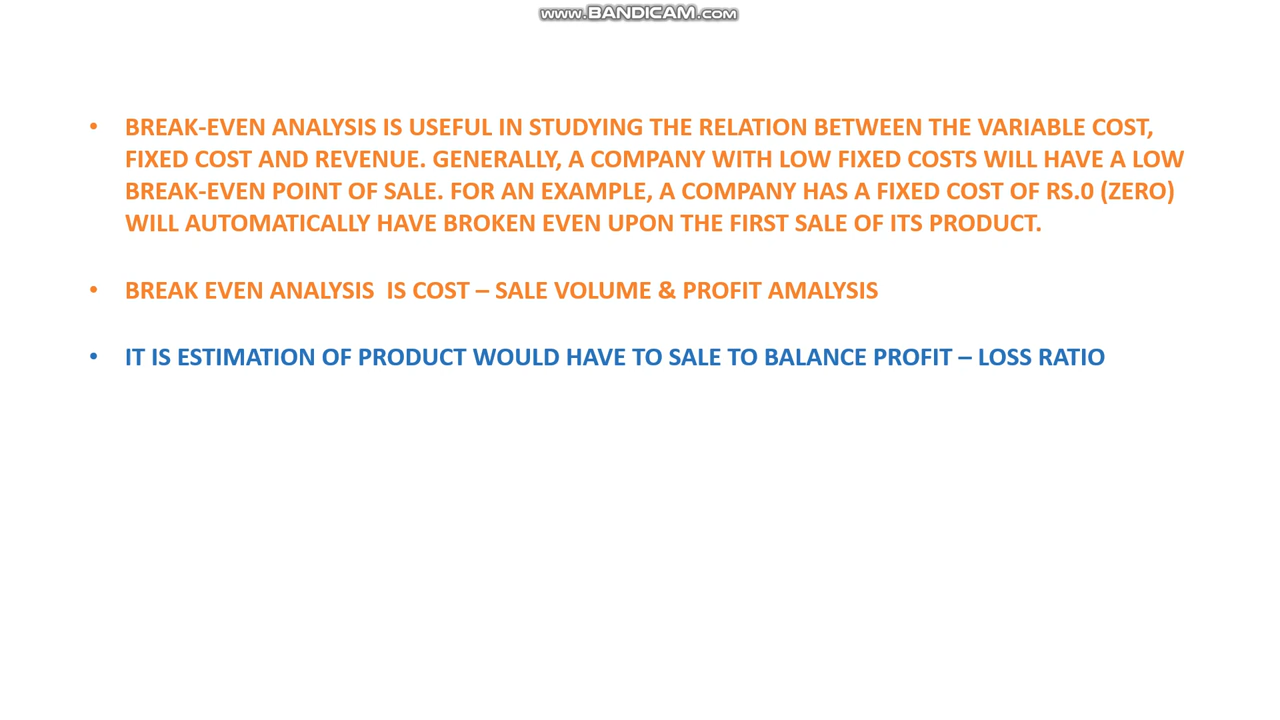 www.BANDICAM.com
• BREAK-EVEN ANALYSIS IS USEFUL IN STUDYING THE RELATION BETWEEN THE VARIABLE COST,
FIXED COST AND REVENUE. GENERALLY, A COMPANY WITH LOW FIXED COSTS WILL HAVE A LOW
BREAK-EVEN POINT OF SALE. FOR AN EXAMPLE, A COMPANY HAS A FIXED COST OF RS.0 (ZERO)
WILL AUTOMATICALLY HAVE BROKEN EVEN UPON THE FIRST SALE OF ITS PRODUCT.
• BREAK EVEN ANALYSIS  IS COST – SALE VOLUME & PROFIT AMALYSIS
• IT IS ESTIMATION OF PRODUCT WOULD HAVE TO SALE TO BALANCE PROFIT – LOSS RATIO